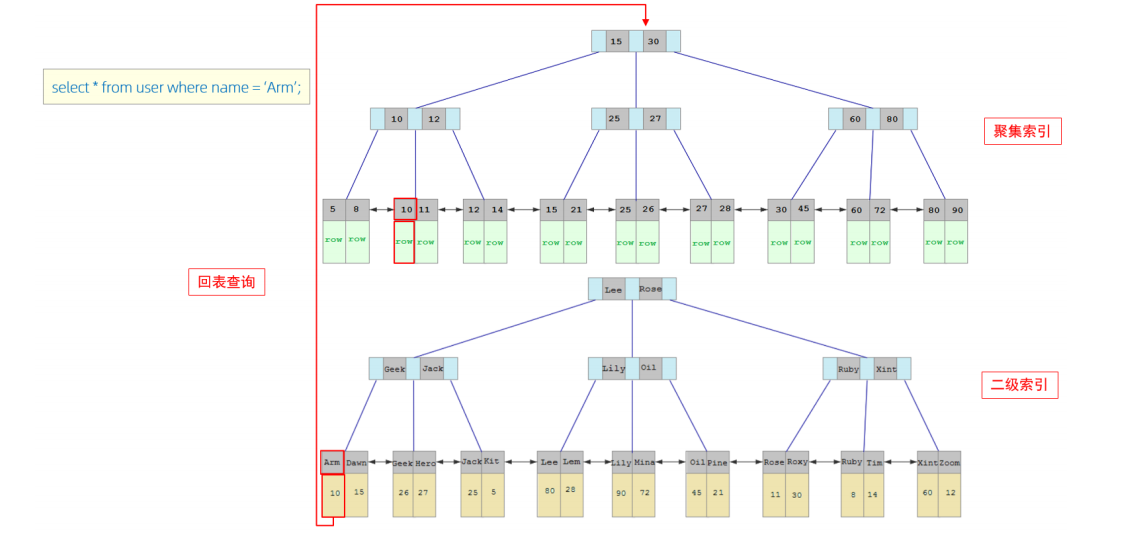 select * from user where name = ‘Arm’;
15 30
10 12
25 27
60 80
聚集索引
5 8 10 11 12 14 15 21 25 26 27 28 30 45 60 72 80 90
row row row row row row row row row row row row row row row row row row
回表查询
Lee Rose
Geek Jack
Lily Oil
Ruby Xint
二级索引
Arm Dawn Geek Hero Jack Kit Lee Lem Lily Mina Oil Pine Rose Roxy Ruby Tim Xint Zoom
10 15 26 27 25 5 80 28 90 72 45 21 11 30 8 14 60 12